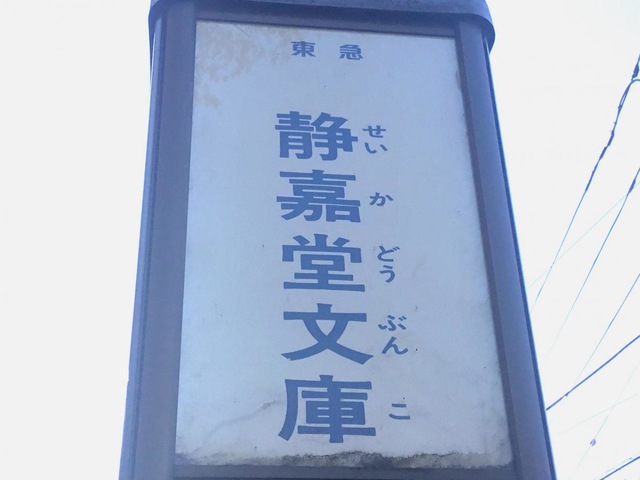 東急
静嘉堂文庫
せいかどうぶんこ